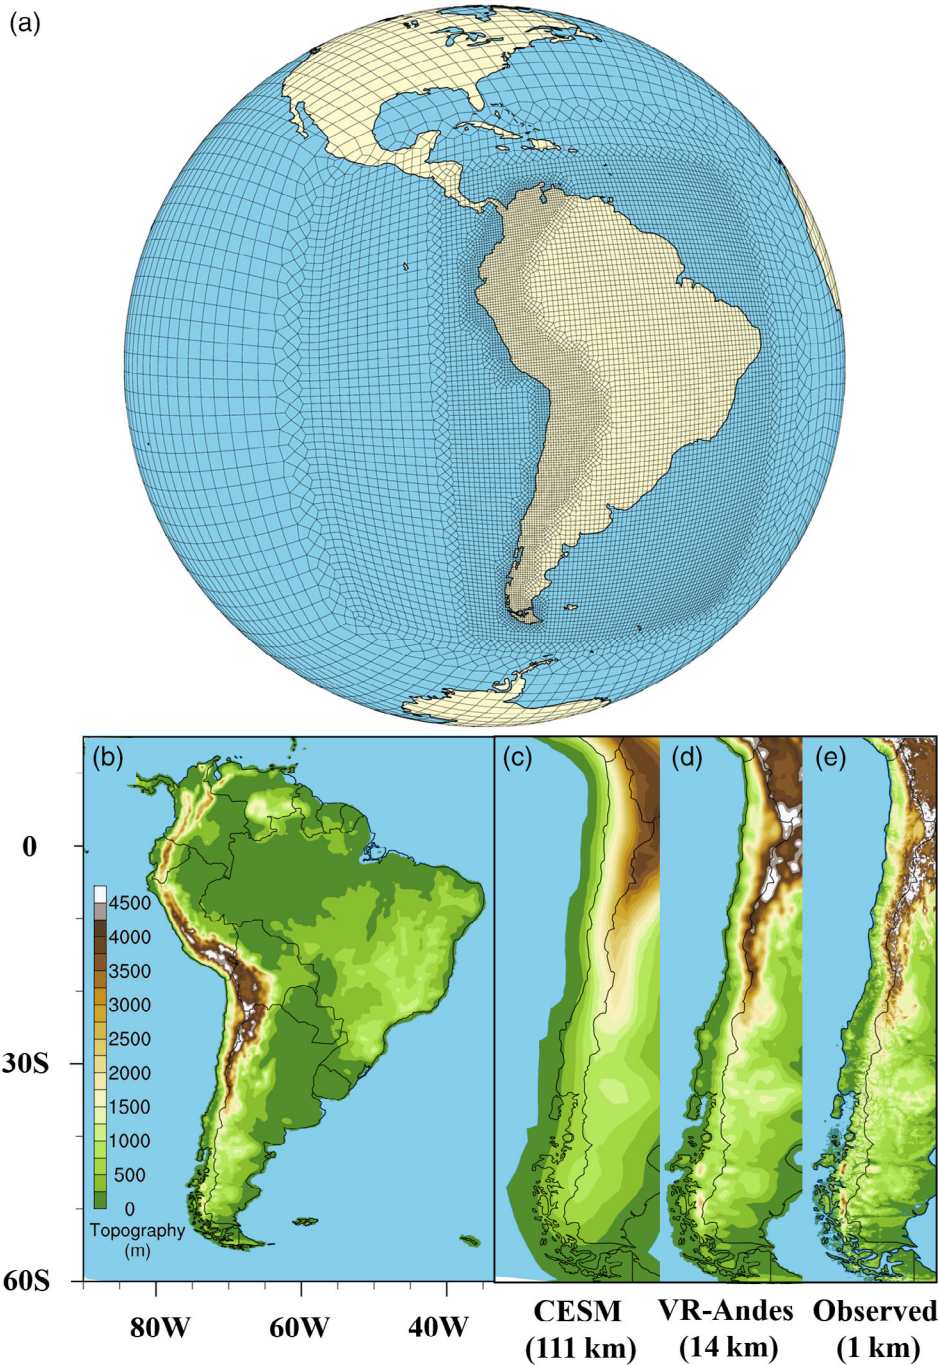 (a)
(b)
(c)
(d)
(e)
0
30S
60S
4500
4000
3500
3000
2500
2000
1500
1000
500
0
Topography
(m)
80W
60W
40W
CESM
(111 km)
VR-Andes
(14 km)
Observed
(1 km)